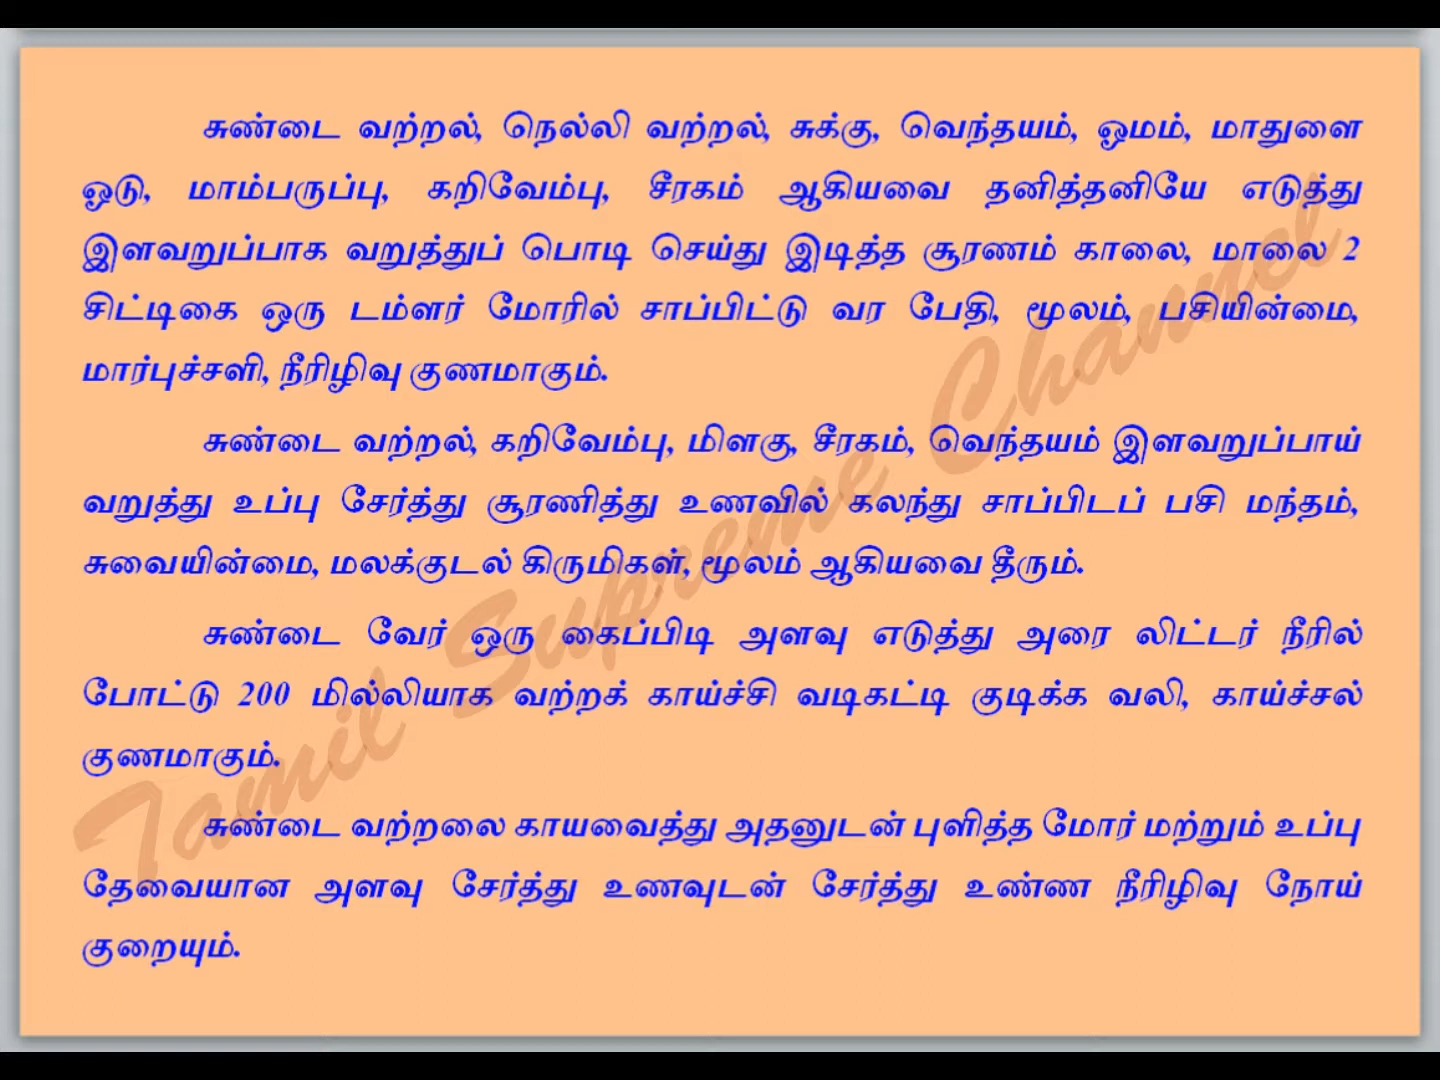 சுண்டை வற்றல், நெல்லி வற்றல், சுக்கு, வெந்தயம், ஓமம், மாதுளை
ஓடு, மாம்பருப்பு, கறிவேம்பு, சீரகம் ஆகியவை தனித்தனியே எடுத்து
இளவறுப்பாக வறுத்துப் பொடி செய்து இடித்த சூரணம் காலை, மாலை 2
சிட்டிகை ஒரு டம்ளர் மோரில் சாப்பிட்டு வர பேதி, மூலம், பசியின்மை,
மார்புச்சளி, நீரிழிவு குணமாகும்.
சுண்டை வற்றல், கறிவேம்பு, மிளகு, சீரகம், வெந்தயம் இளவறுப்பாய்
வறுத்து உப்பு சேர்த்து சூரணித்து உணவில் கலந்து சாப்பிடப் பசி மந்தம்,
சுவையின்மை, மலக்குடல் கிருமிகள், மூலம் ஆகியவை தீரும்.
சுண்டை வேர் ஒரு கைப்பிடி அளவு எடுத்து அரை லிட்டர் நீரில்
போட்டு 200 மில்லியாக வற்றக் காய்ச்சி வடிகட்டி குடிக்க வலி, காய்ச்சல்
குணமாகும்.
சுண்டை வற்றலை காயவைத்து அதனுடன் புளித்த மோர் மற்றும் உப்பு
தேவையான அளவு சேர்த்து உணவுடன் சேர்த்து உண்ண நீரிழிவு நோய்
குறையும்.
Tamil Supreme Channel